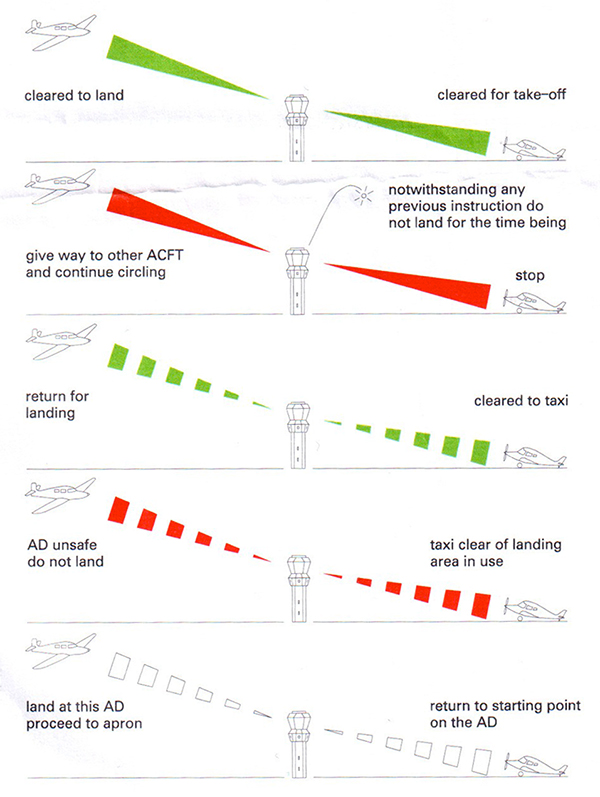 cleared to land
cleared for take-off
notwithstanding any
previous instruction do
not land for the time being
give way to other ACFT
and continue circling
stop
return for
landing
cleared to taxi
AD unsafe
do not land
taxi clear of landing
area in use
land at this AD
proceed to apron
return to starting point
on the AD